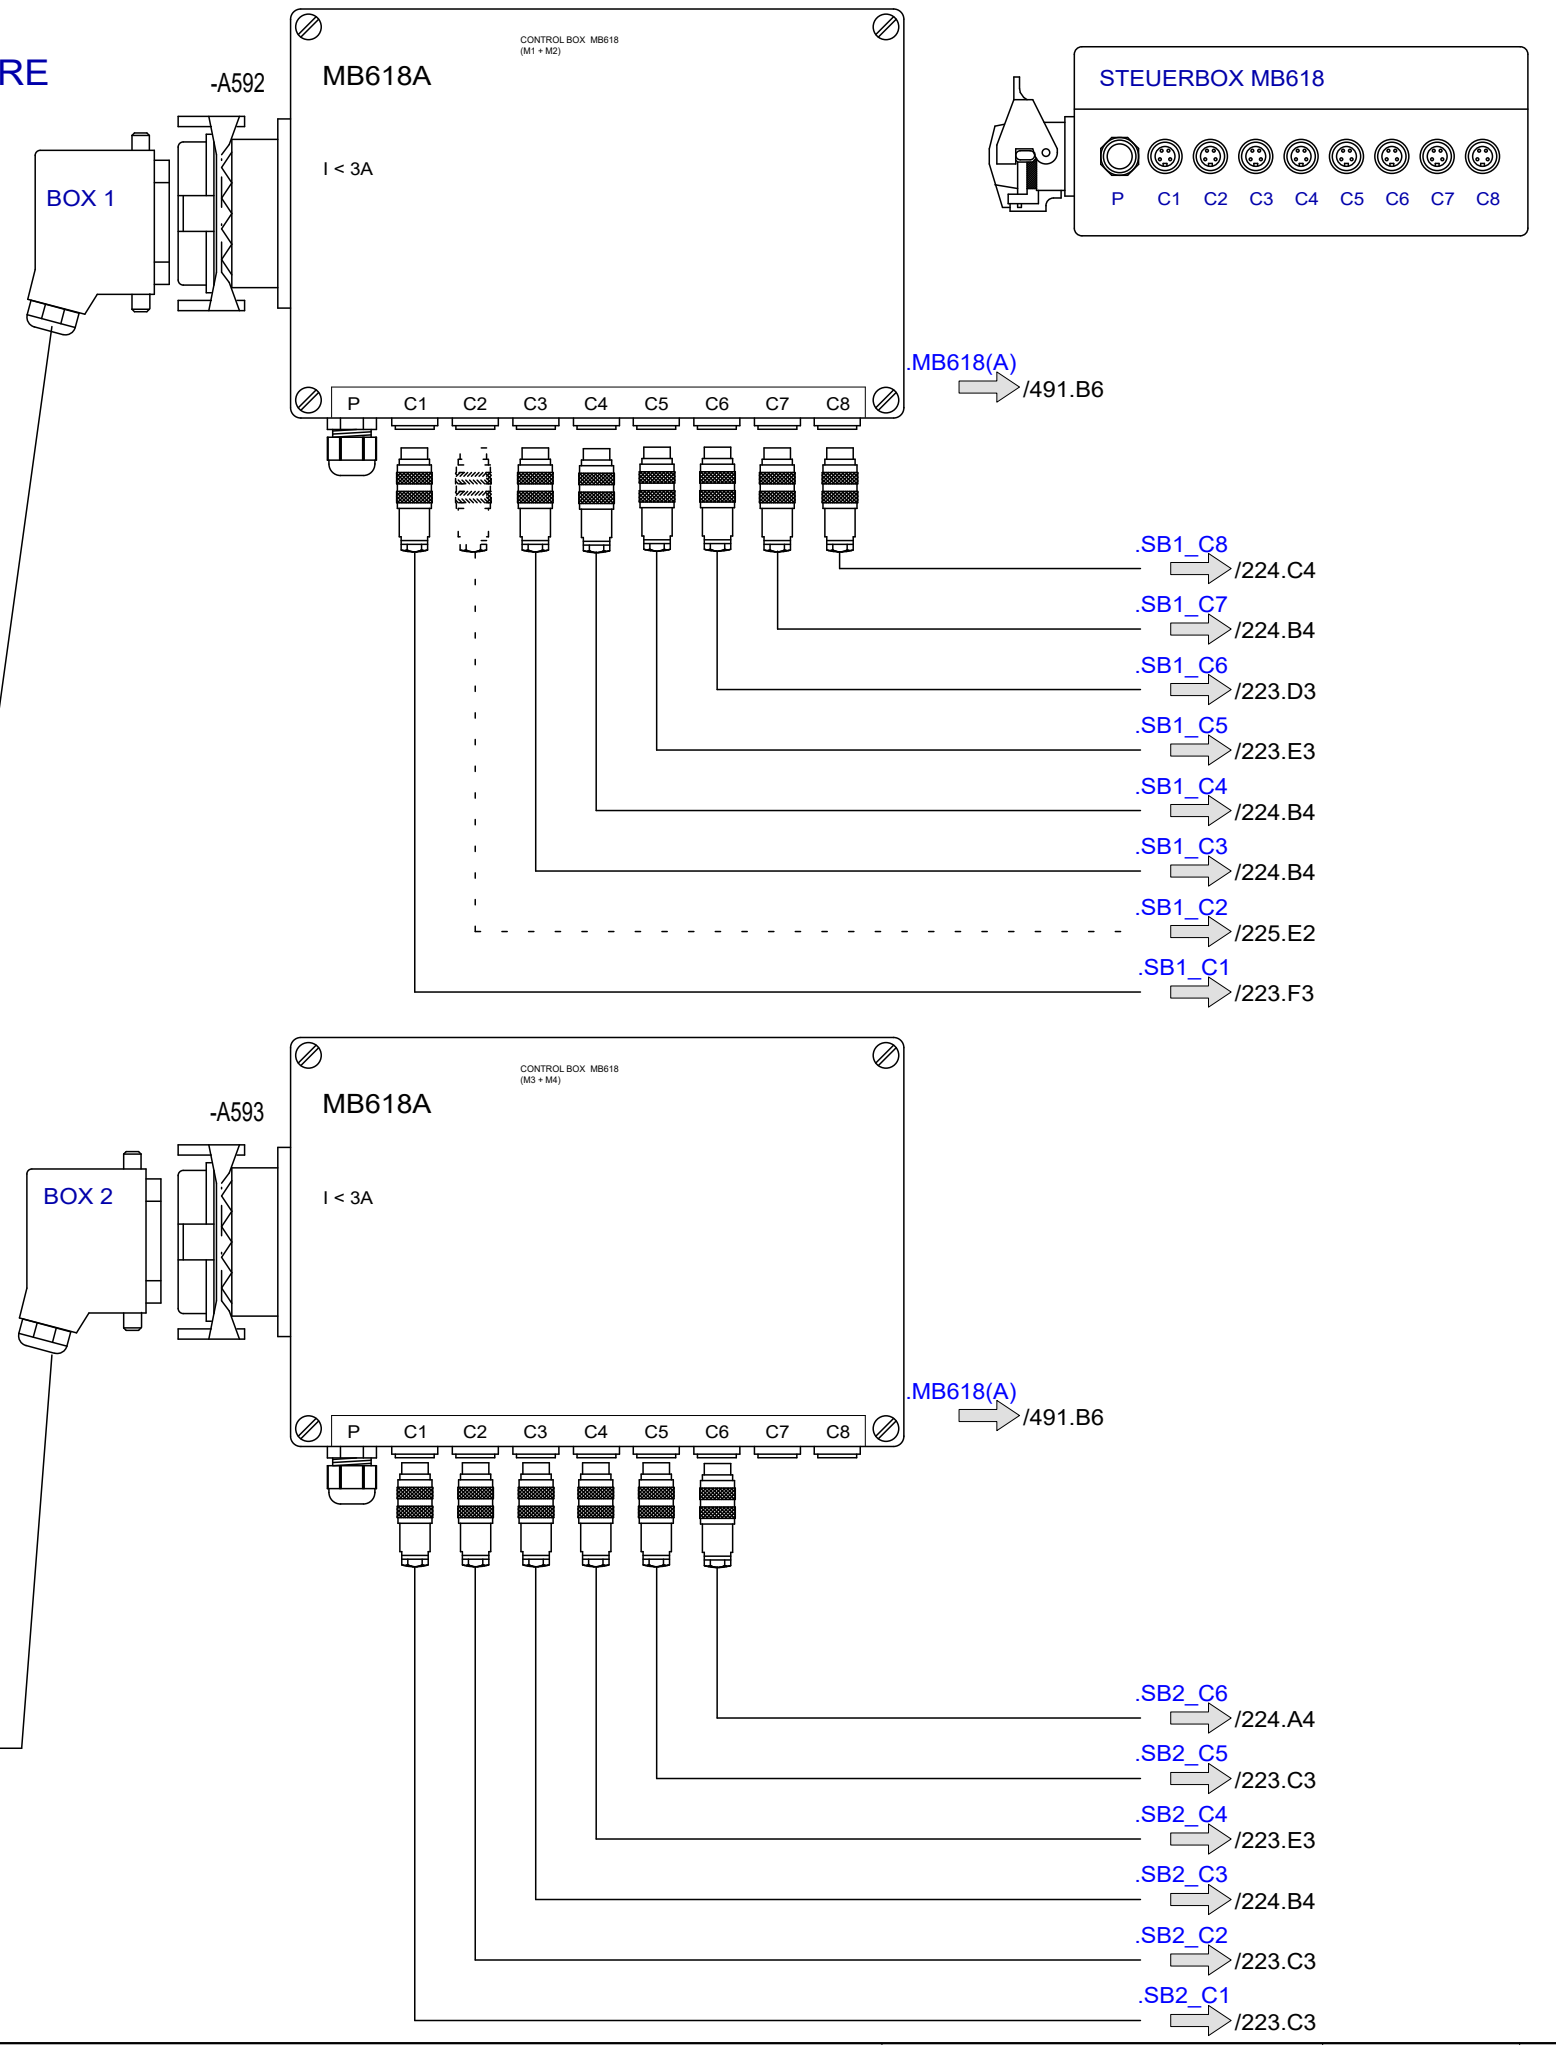 RE
-A592
CONTROL BOX MB618
(M1 + M2)
MB618A
I < 3A
BOX 1
STEUERBOX MB618
P C1 C2 C3 C4 C5 C6 C7 C8
.MB618(A)
/491.B6
P C1 C2 C3 C4 C5 C6 C7 C8
.SB1_C8
/224.C4
.SB1_C7
/224.B4
.SB1_C6
/223.D3
.SB1_C5
/223.E3
.SB1_C4
/224.B4
.SB1_C3
/224.B4
.SB1_C2
/225.E2
.SB1_C1
/223.F3
-A593
CONTROL BOX MB618
(M3 + M4)
MB618A
I < 3A
BOX 2
.MB618(A)
/491.B6
P C1 C2 C3 C4 C5 C6 C7 C8
.SB2_C6
/224.A4
.SB2_C5
/223.C3
.SB2_C4
/223.E3
.SB2_C3
/224.B4
.SB2_C2
/223.C3
.SB2_C1
/223.C3